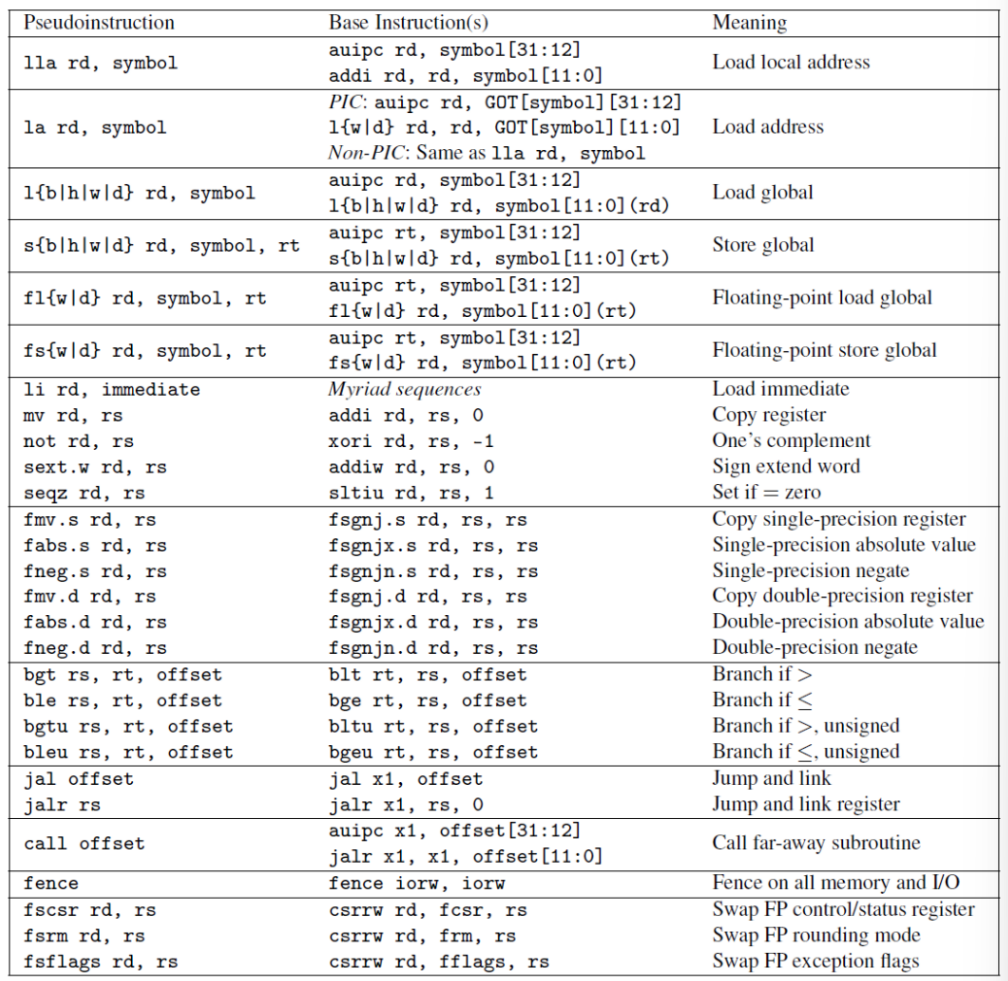 Pseudoinstruction Base Instruction(s) Meaning
lla rd, symbol auipc rd, symbol[31:12] Load local address
addi rd, rd, symbol[11:0]
la rd, symbol PIC: auipc rd, GOT[symbol][31:12] Load address
l{w|d} rd, rd, GOT[symbol][11:0]
Non-PIC: Same as lla rd, symbol
l{b|h|w|d} rd, symbol auipc rd, symbol[31:12] Load global
l{b|h|w|d} rd, symbol[11:0](rd)
s{b|h|w|d} rd, symbol, rt auipc rt, symbol[31:12] Store global
s{b|h|w|d} rd, symbol[11:0](rt)
fl{w|d} rd, symbol, rt auipc rt, symbol[31:12] Floating-point load global
fl{w|d} rd, symbol[11:0](rt)
fs{w|d} rd, symbol, rt auipc rt, symbol[31:12] Floating-point store global
fs{w|d} rd, symbol[11:0](rt)
li rd, immediate Myriad sequences Load immediate
mv rd, rs addi rd, rs, 0 Copy register
not rd, rs xori rd, rs, -1 One's complement
sext.w rd, rs addiw rd, rs, 0 Sign extend word
seqz rd, rs sltiu rd, rs, 1 Set if = zero
fmv.s rd, rs fsgnj.s rd, rs, rs Copy single-precision register
fabs.s rd, rs fsgnjx.s rd, rs, rs Single-precision absolute value
fneg.s rd, rs fsgnjn.s rd, rs, rs Single-precision negate
fmv.d rd, rs fsgnj.d rd, rs, rs Copy double-precision register
fabs.d rd, rs fsgnjx.d rd, rs, rs Double-precision absolute value
fneg.d rd, rs fsgnjn.d rd, rs, rs Double-precision negate
bgt rs, rt, offset blt rt, rs, offset Branch if >
ble rs, rt, offset bge rt, rs, offset Branch if ≤
bgtu rs, rt, offset bltu rt, rs, offset Branch if >, unsigned
bleu rs, rt, offset bgeu rt, rs, offset Branch if ≤, unsigned
jal offset jal x1, offset Jump and link
jalr rs jalr x1, rs, 0 Jump and link register
call offset auipc x1, offset[31:12] Call far-away subroutine
jalr x1, x1, offset[11:0]
fence fence iorw, iorw Fence on all memory and I/O
fscsr rd, rs csrrw rd, fcsr, rs Swap FP control/status register
fsrm rd, rs csrrw rd, frm, rs Swap FP rounding mode
fsflags rd, rs csrrw rd, fflags, rs Swap FP exception flags